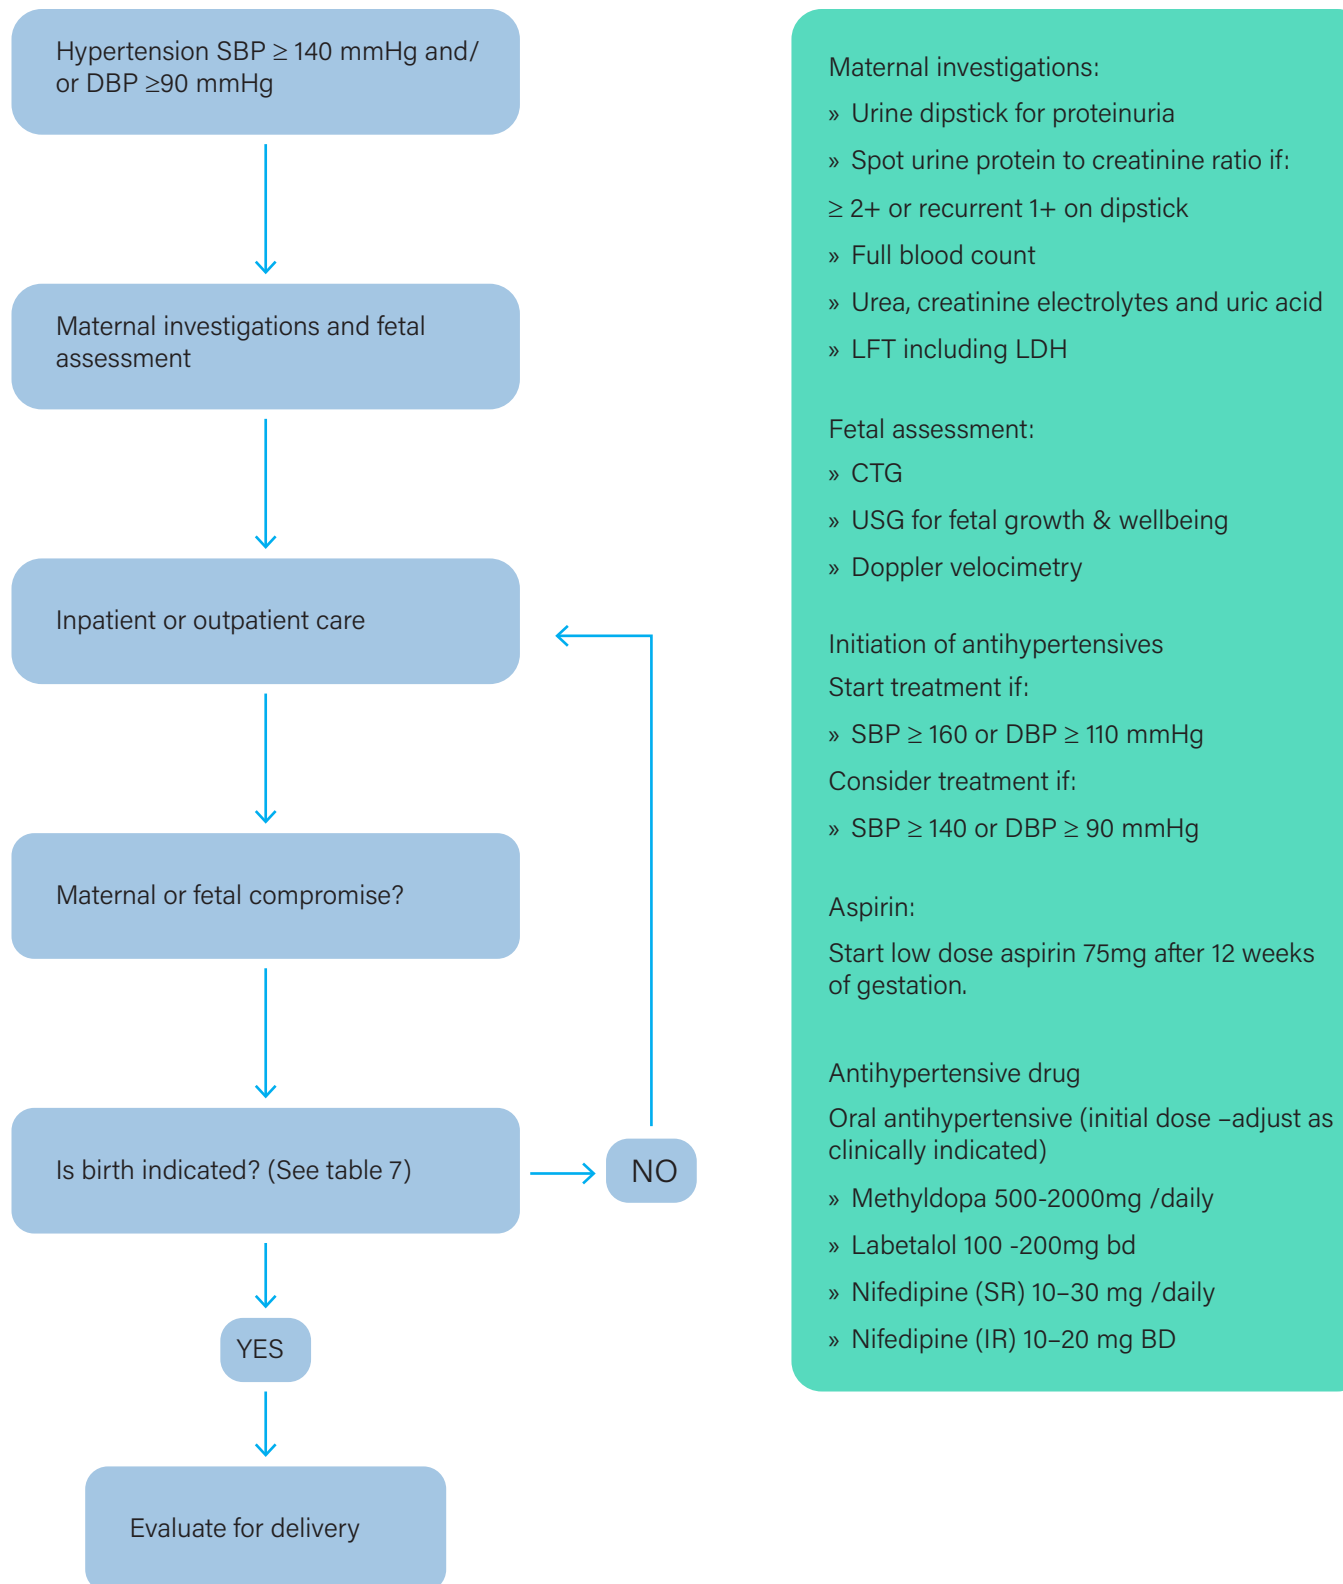 Hypertension SBP ≥ 140 mmHg and/
or DBP ≥90 mmHg
Maternal investigations and fetal
assessment
Inpatient or outpatient care
Maternal or fetal compromise?
Is birth indicated? (See table 7)
NO
YES
Evaluate for delivery
Maternal investigations:
» Urine dipstick for proteinuria
» Spot urine protein to creatinine ratio if:
≥ 2+ or recurrent 1+ on dipstick
» Full blood count
» Urea, creatinine electrolytes and uric acid
» LFT including LDH
Fetal assessment:
» CTG
» USG for fetal growth & wellbeing
» Doppler velocimetry
Initiation of antihypertensives
Start treatment if:
» SBP ≥ 160 or DBP ≥ 110 mmHg
Consider treatment if:
» SBP ≥ 140 or DBP ≥ 90 mmHg
Aspirin:
Start low dose aspirin 75mg after 12 weeks
of gestation.
Antihypertensive drug
Oral antihypertensive (initial dose –adjust as
clinically indicated)
» Methyldopa 500-2000mg /daily
» Labetalol 100 -200mg bd
» Nifedipine (SR) 10–30 mg /daily
» Nifedipine (IR) 10–20 mg BD